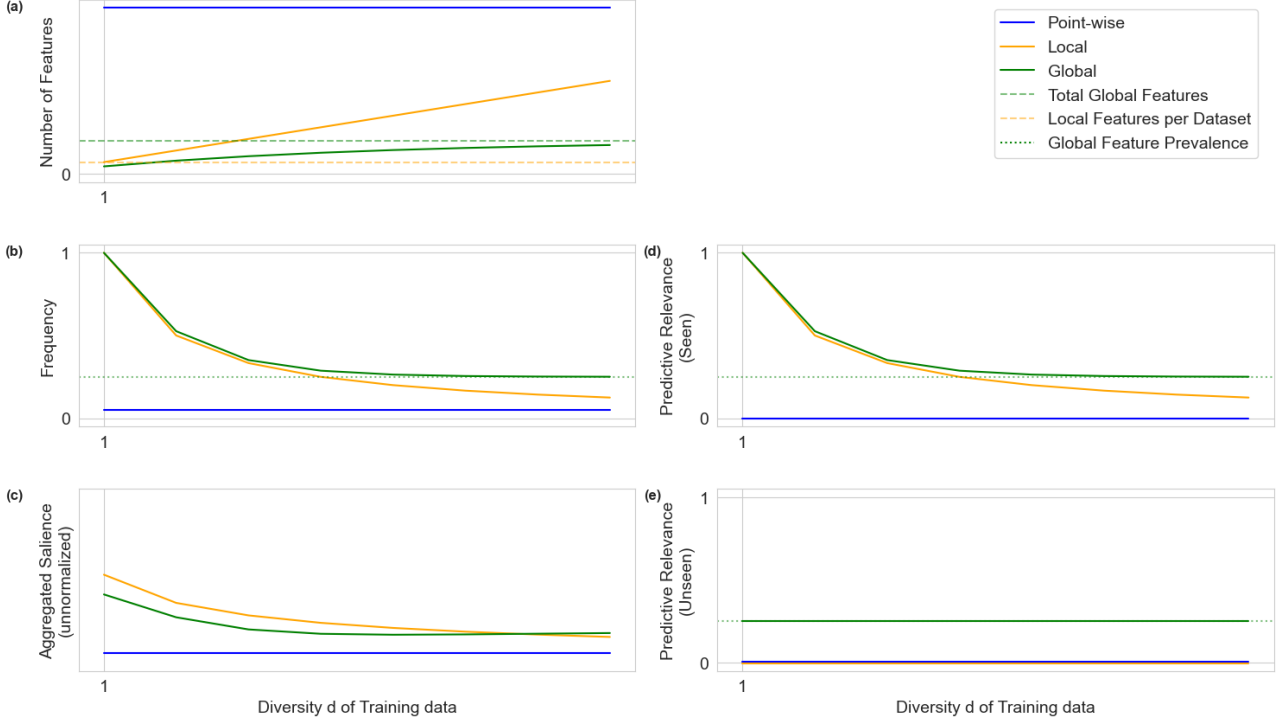 (a)
Number of Features
0
1
Point-wise
Local
Global
Total Global Features
Local Features per Dataset
Global Feature Prevalence
(b)
Frequency
1
0
1
(d)
Predictive Relevance
(Seen)
1
0
1
(c)
Aggregated Salience
(unnormalized)
1
Diversity d of Training data
(e)
Predictive Relevance
(Unseen)
1
0
1
Diversity d of Training data